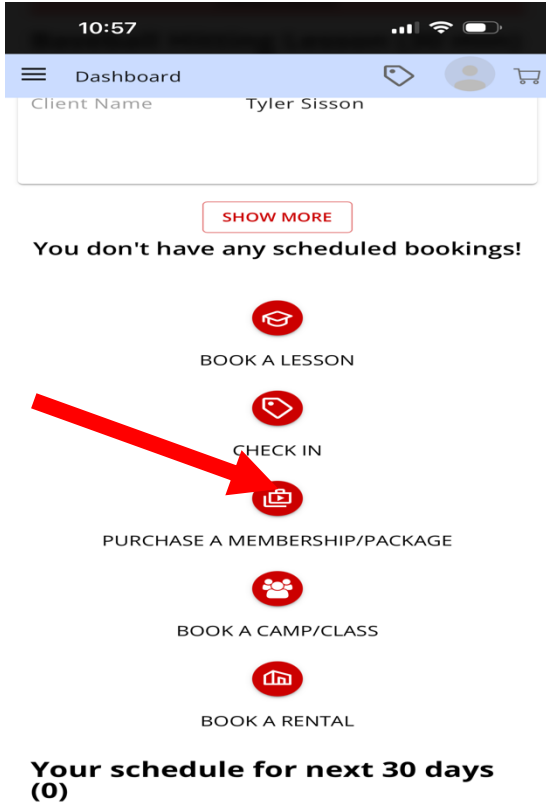 10:57
Dashboard
Client Name Tyler Sisson
SHOW MORE
You don't have any scheduled bookings!
BOOK A LESSON
CHECK IN
PURCHASE A MEMBERSHIP/PACKAGE
BOOK A CAMP/CLASS
BOOK A RENTAL
Your schedule for next 30 days
(0)